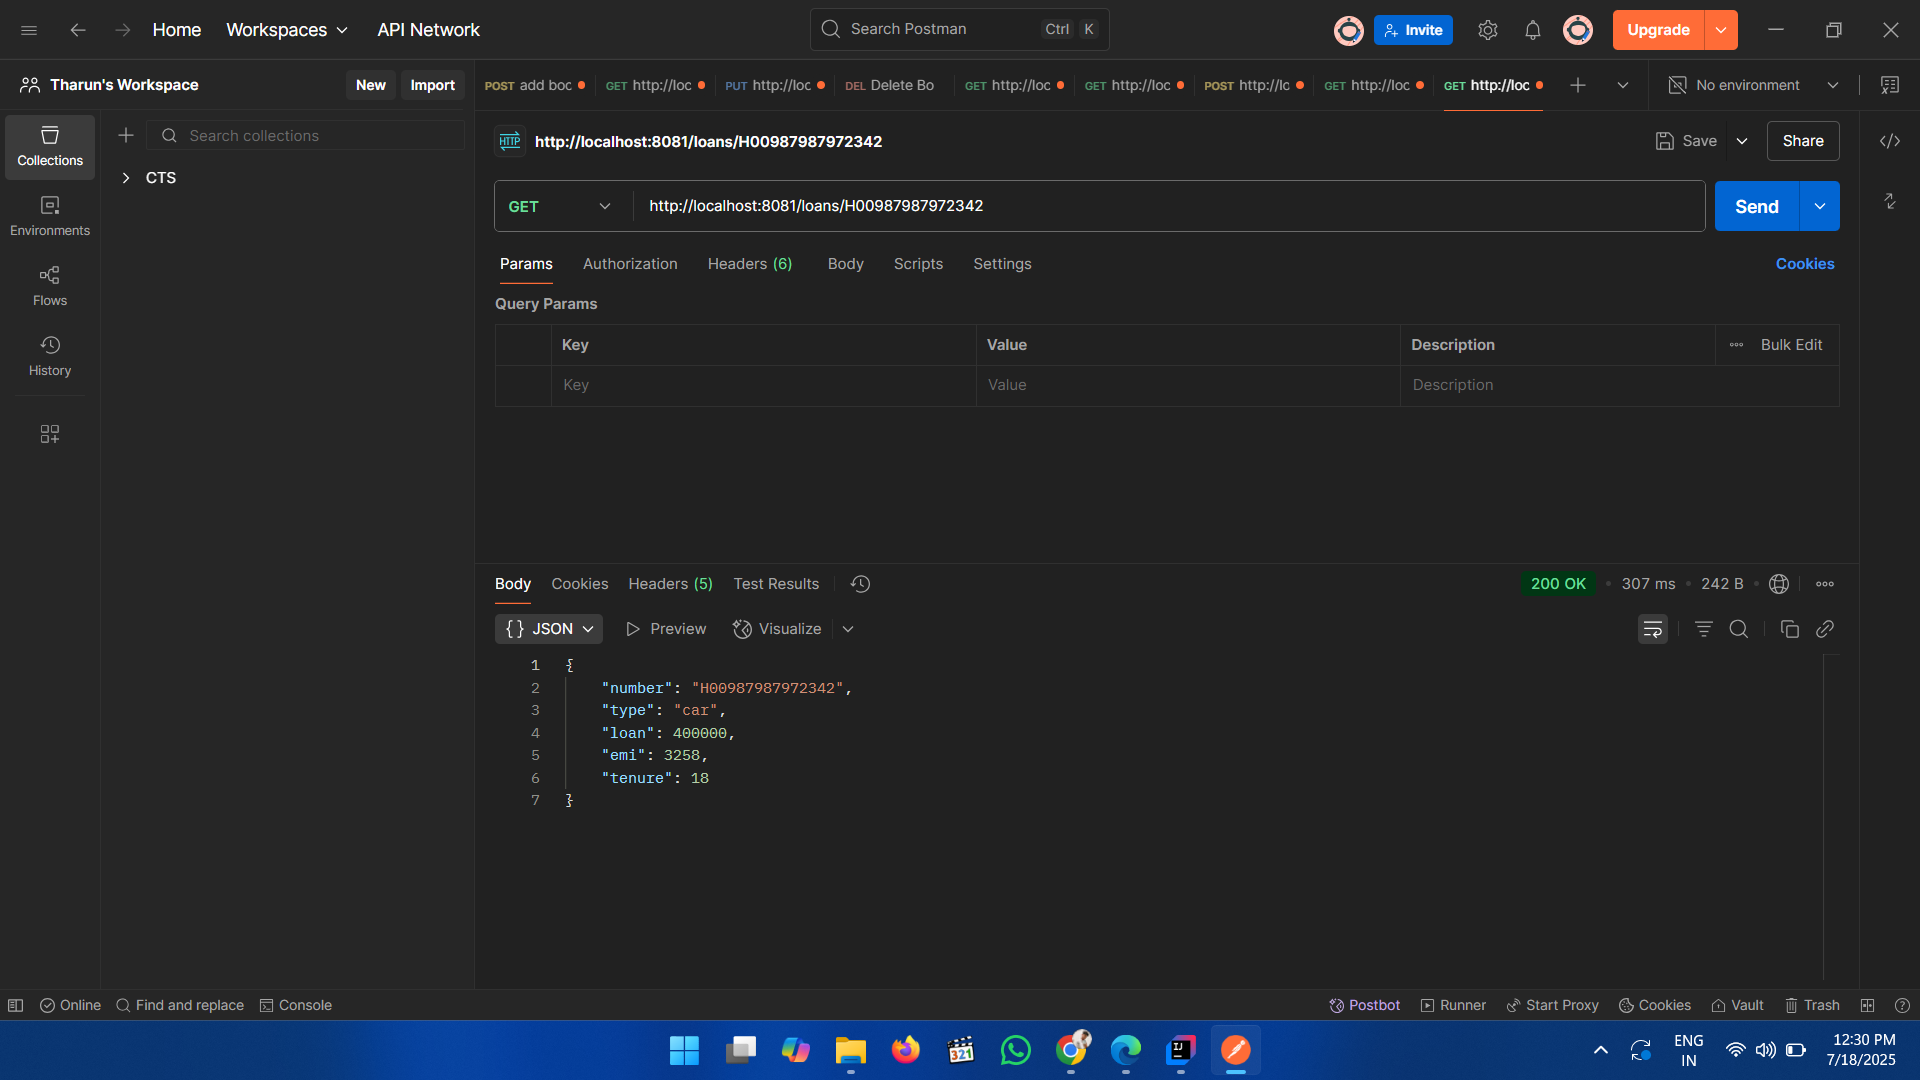 Home Workspaces API Network Search Postman Ctrl K Invite Upgrade
Tharun's Workspace New Import POST add boc GET http://loc PUT http://loc DEL Delete Bo GET http://loc GET http://loc POST http://lc GET http://loc GET http://loc No environment
Search collections
HTTP http://localhost:8081/loans/H00987987972342 Save Share
Collections
CTS
GET http://localhost:8081/loans/H00987987972342 Send
Environments
Params Authorization Headers (6) Body Scripts Settings Cookies
Flows
Query Params
Key Value Description Bulk Edit
History
Key Value Description
Body Cookies Headers (5) Test Results 200 OK 307 ms 242 B
{} JSON Preview Visualize
1 {
2 "number": "H00987987972342",
3 "type": "car",
4 "loan": 400000,
5 "emi": 3258,
6 "tenure": 18
7 }
Online Find and replace Console Postbot Runner Start Proxy Cookies Vault Trash
321 IJ ENG
IN
12:30 PM
7/18/2025